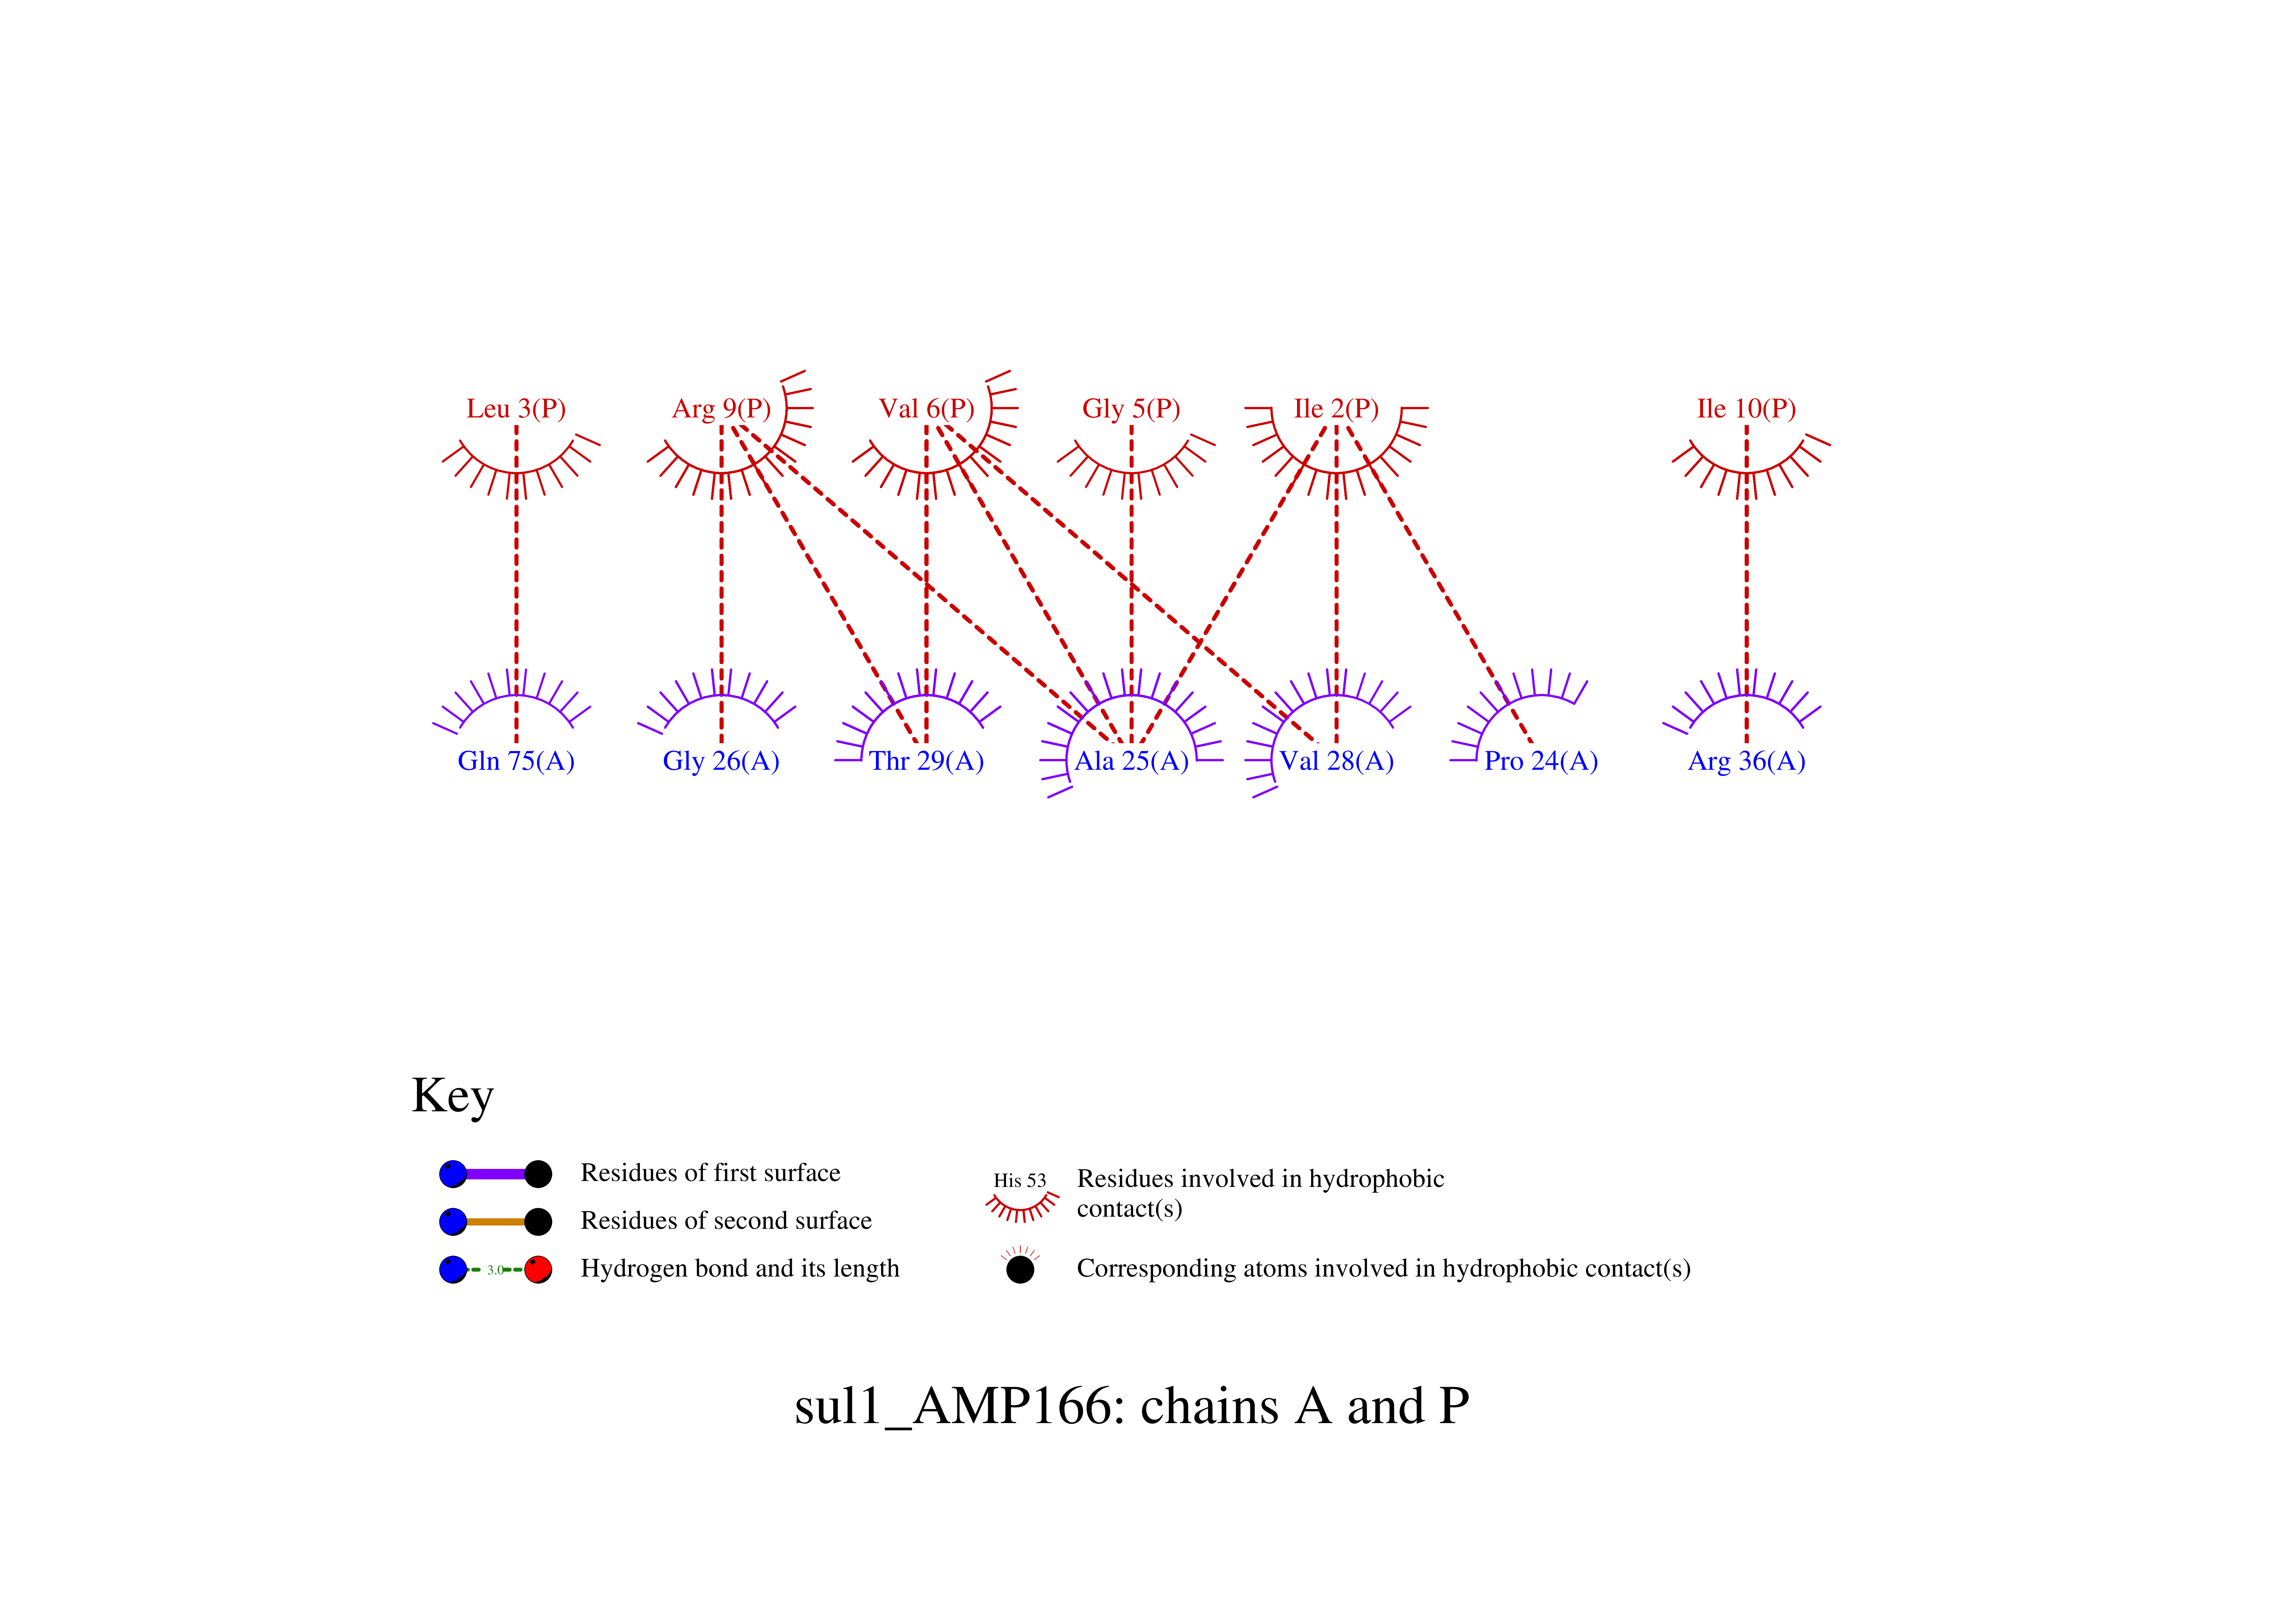 Leu 3(P) Arg 9(P) Val 6(P) Gly 5(P) Ile 2(P) Ile 10(P)
Gln 75(A) Gly 26(A) Thr 29(A) Ala 25(A) Val 28(A) Pro 24(A) Arg 36(A)
Key
Residues of first surface
Residues of second surface
3.0 Hydrogen bond and its length
His 53 Residues involved in hydrophobic
contact(s)
Corresponding atoms involved in hydrophobic contact(s)
sul1_AMP166: chains A and P